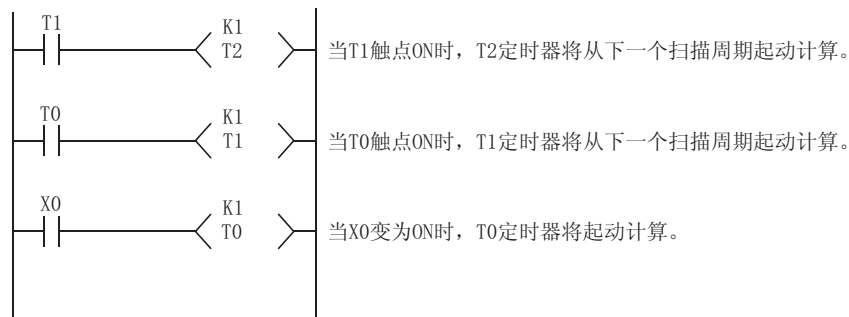 T1
K1
T2
当T1触点ON时，T2定时器将从下一个扫描周期起动计算。
T0
K1
T1
当T0触点ON时，T1定时器将从下一个扫描周期起动计算。
X0
K1
T0
当X0变为ON时，T0定时器将起动计算。